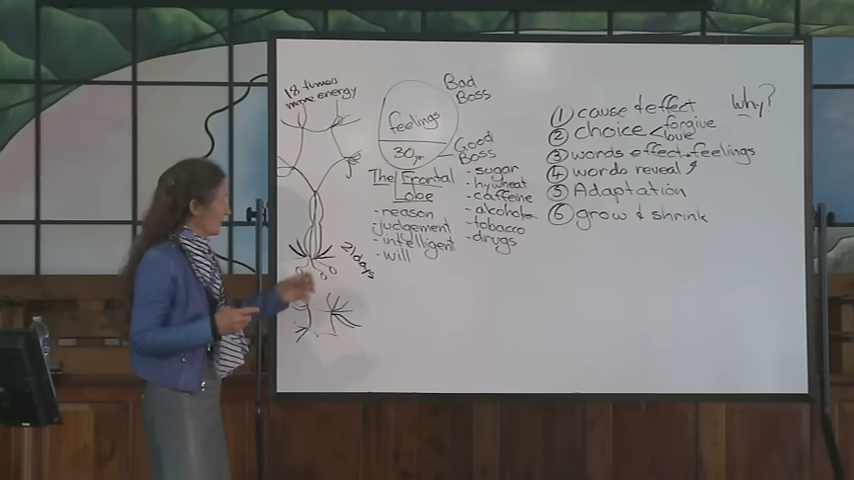 18 times
more energy
21 days
Bad
Boss
feelings
30yr
Good
Boss
The Frontal
Lobe
- reason
- judgement
- intelligent
- will
- sugar
- hy wheat
- caffeine
- alcohol
- tobacco
- drugs
① cause & effect
② choice < forgive
love
③ words effect feelings
④ words reveal
⑤ Adaptation
⑥ grow & shrink
Why?